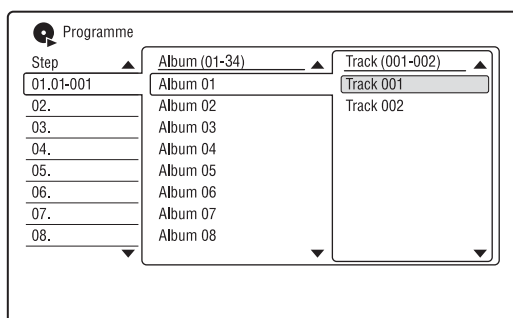 Programme
Step
01.01-001
02.
03.
04.
05.
06.
07.
08.
Album (01-34)
Album 01
Album 02
Album 03
Album 04
Album 05
Album 06
Album 07
Album 08
Track (001-002)
Track 001
Track 002